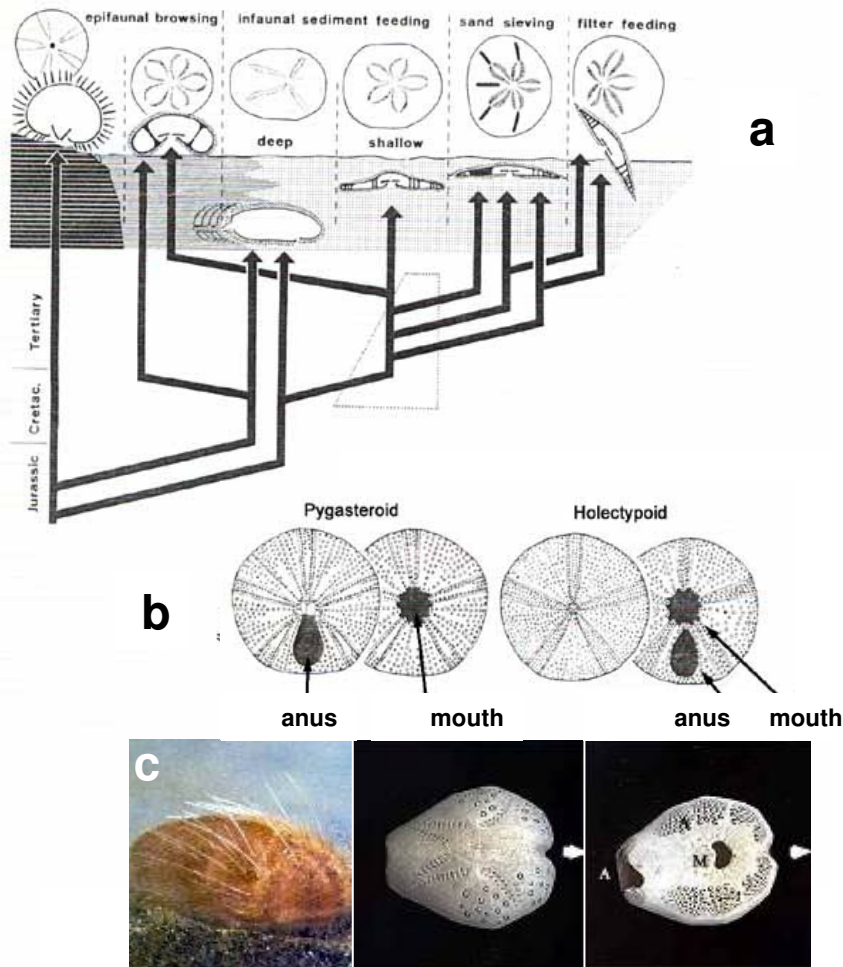 epifaunal browsing
infaunal sediment feeding
sand sieving
filter feeding
deep
shallow
a
Tertiary
Cretac.
Jurassic
Pygasteroid
Holectypoid
b
anus
mouth
anus
mouth
c
A
M